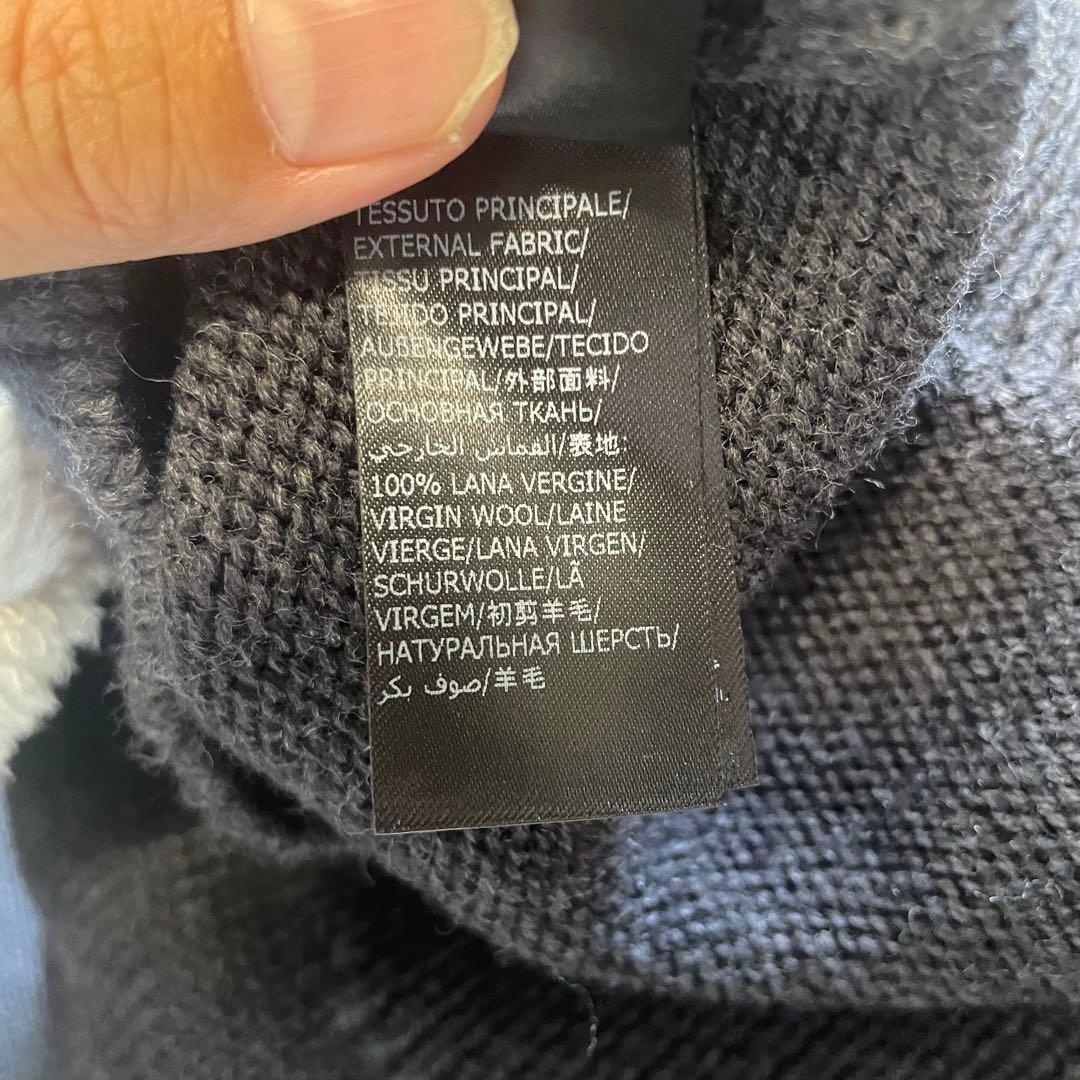 TESSUTO PRINCIPALE/
EXTERNAL FABRIC/
TISSU PRINCIPAL/
TEJIDO PRINCIPAL/
AUßENGEWEBE/TECIDO
PRINCIPAL/外部面料/
ОСНОВНАЯ ТКАНЬ/
القماش الخارجي/表地
100% LANA VERGINE/
VIRGIN WOOL/LAINE
VIERGE/LANA VIRGEN/
SCHURWOLLE/LÃ
VIRGEM/初剪羊毛/
НАТУРАЛЬНАЯ ШЕРСТЬ/
صوف بكر/羊毛